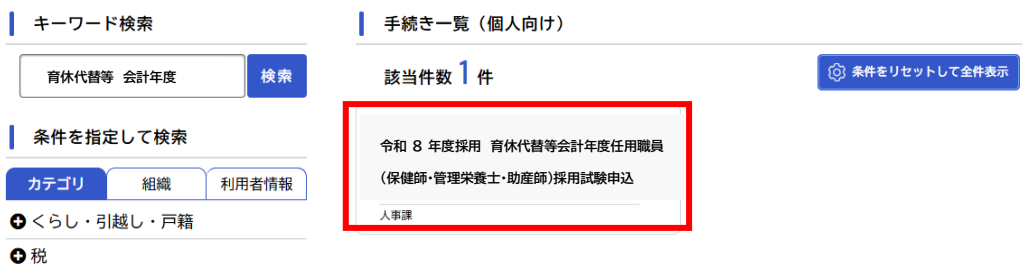 キーワード検索
育休代替等 会計年度
検索
条件を指定して検索
カテゴリ
組織
利用者情報
くらし・引越し・戸籍
税
手続き一覧（個人向け）
該当件数 1 件
条件をリセットして全件表示
令和 8 年度採用 育休代替等会計年度任用職員
(保健師・管理栄養士・助産師)採用試験申込
人事課